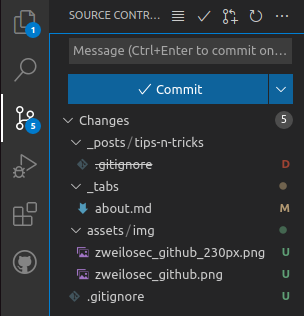 SOURCE CONTR...
1
Message (Ctrl+Enter to commit on...
Commit
5
Changes 5
_posts/tips-n-tricks
.gitignore D
_tabs
about.md M
assets/img
zweilosec_github_230px.png U
zweilosec_github.png U
.gitignore U